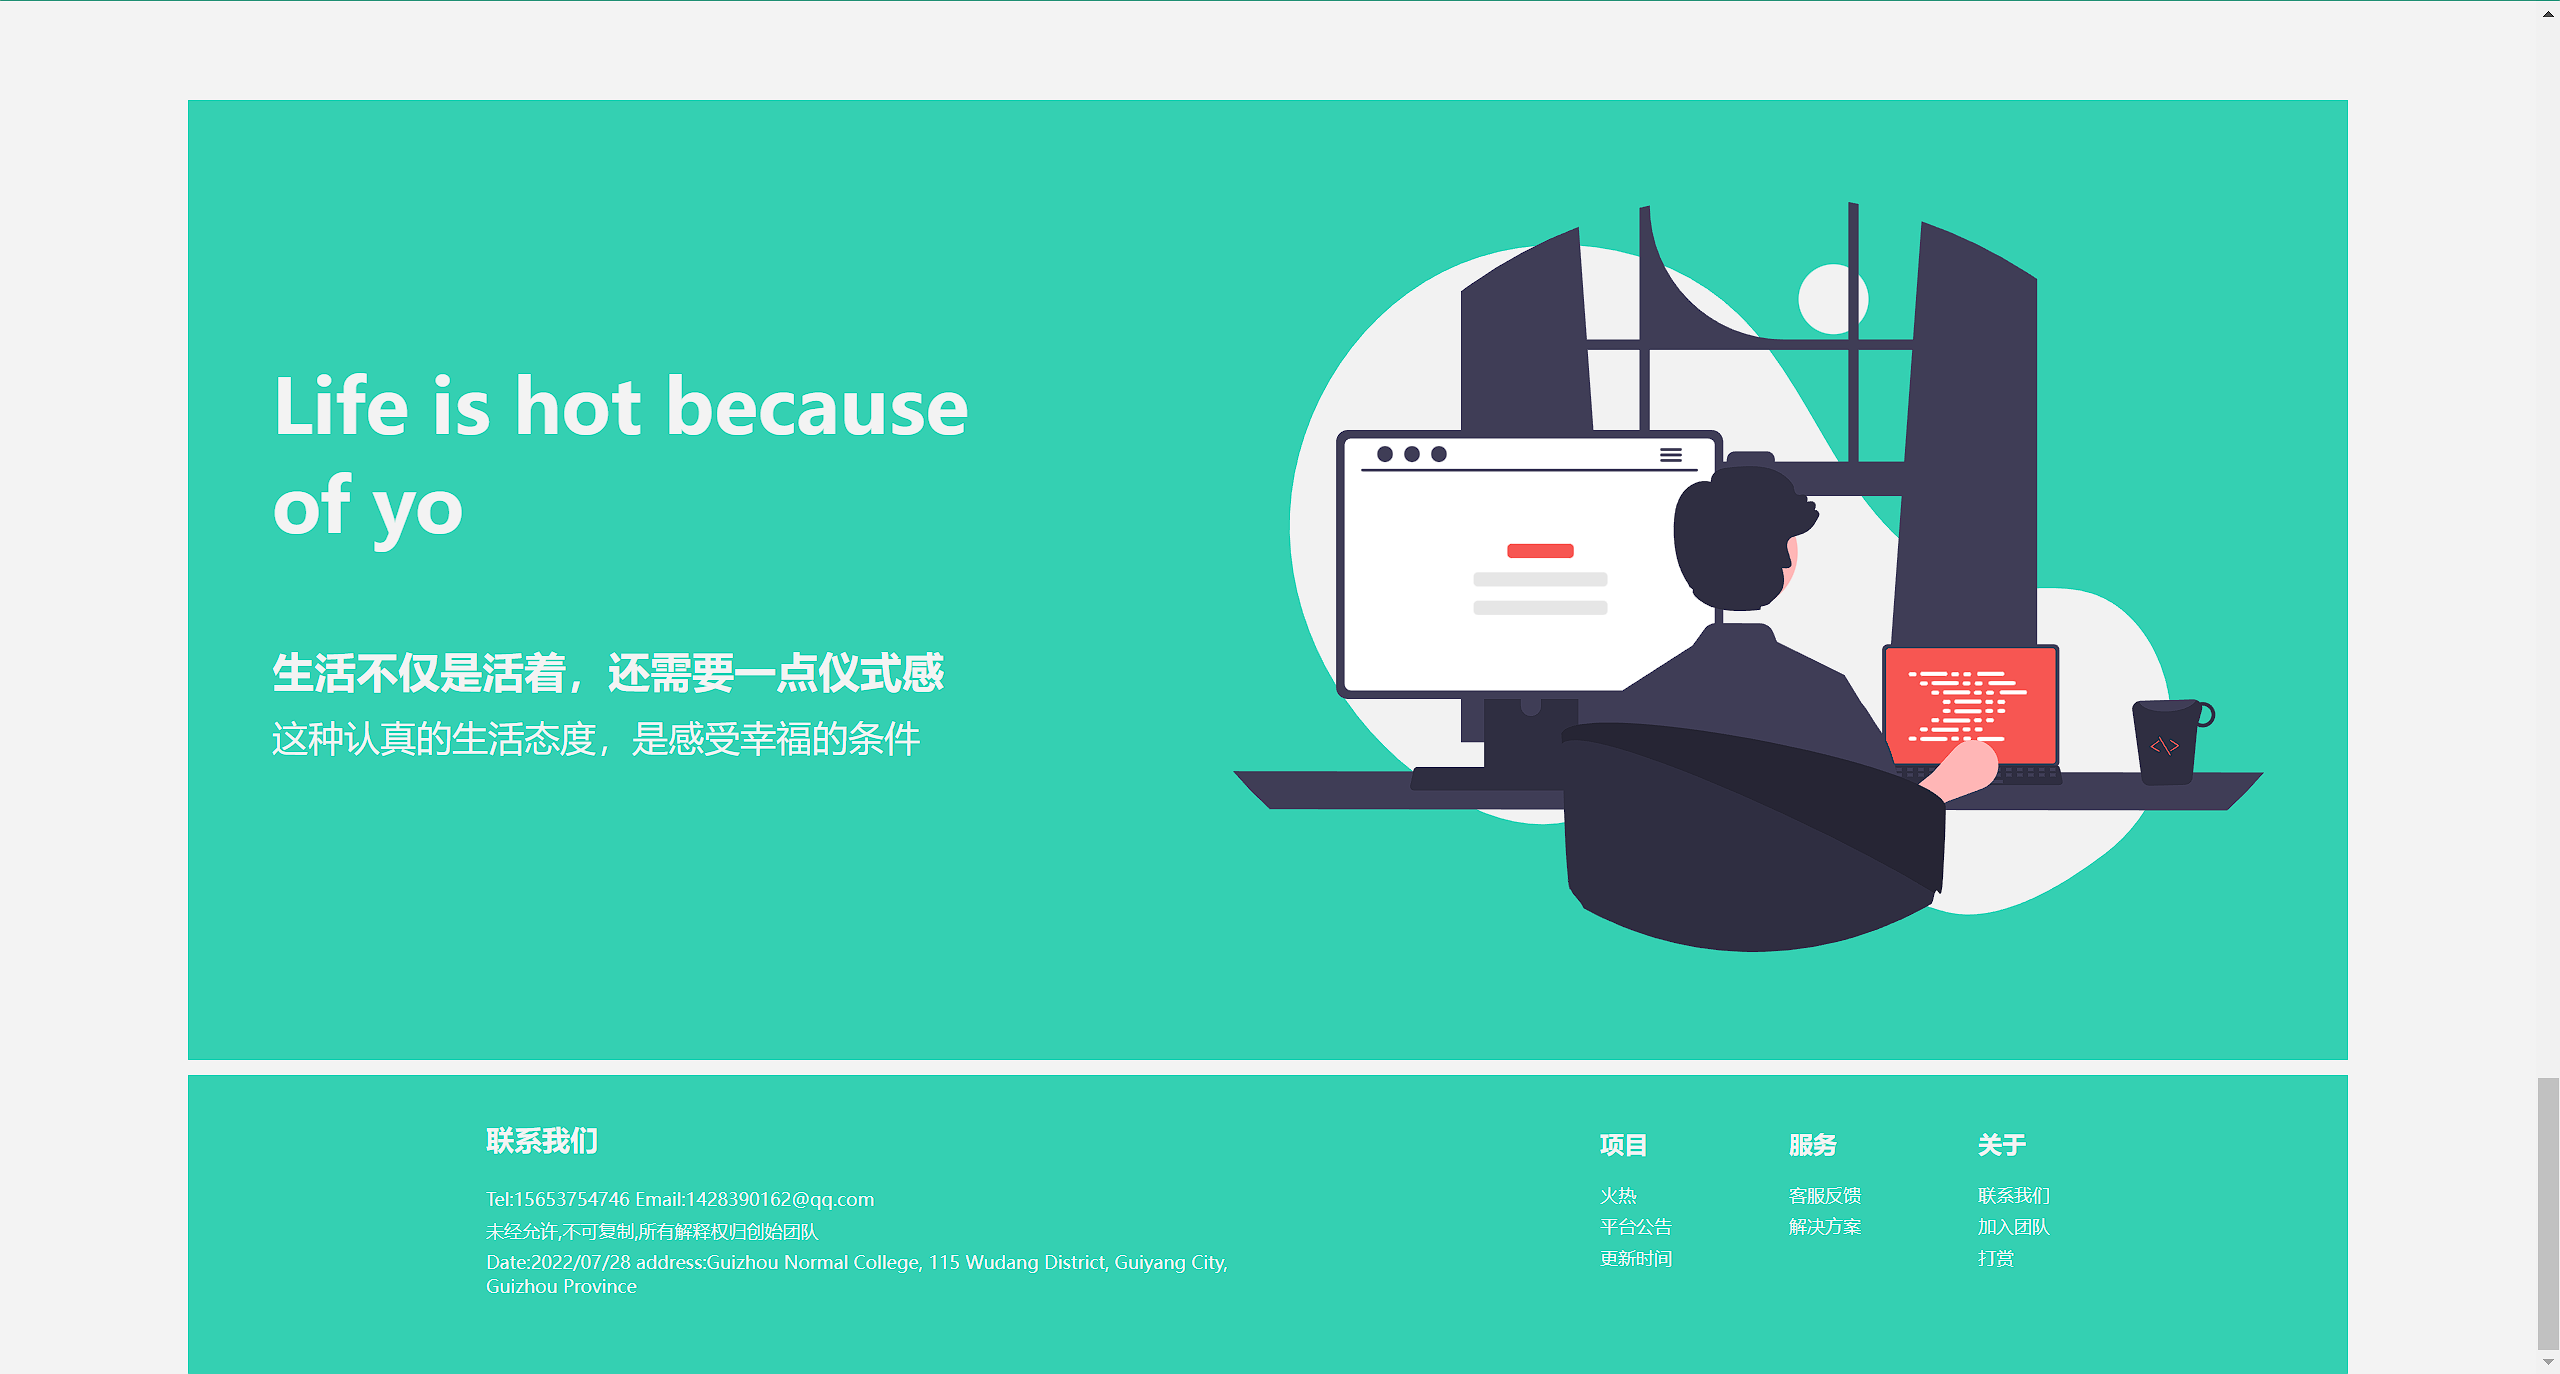 Life is hot because
of yo
生活不仅是活着，还需要一点仪式感
这种认真的生活态度，是感受幸福的条件
联系我们
Tel:15653754746 Email:1428390162@qq.com
未经允许,不可复制,所有解释权归创始团队
Date:2022/07/28 address:Guizhou Normal College, 115 Wudang District, Guiyang City,
Guizhou Province
项目
火热
平台公告
更新时间
服务
客服反馈
解决方案
关于
联系我们
加入团队
打赏